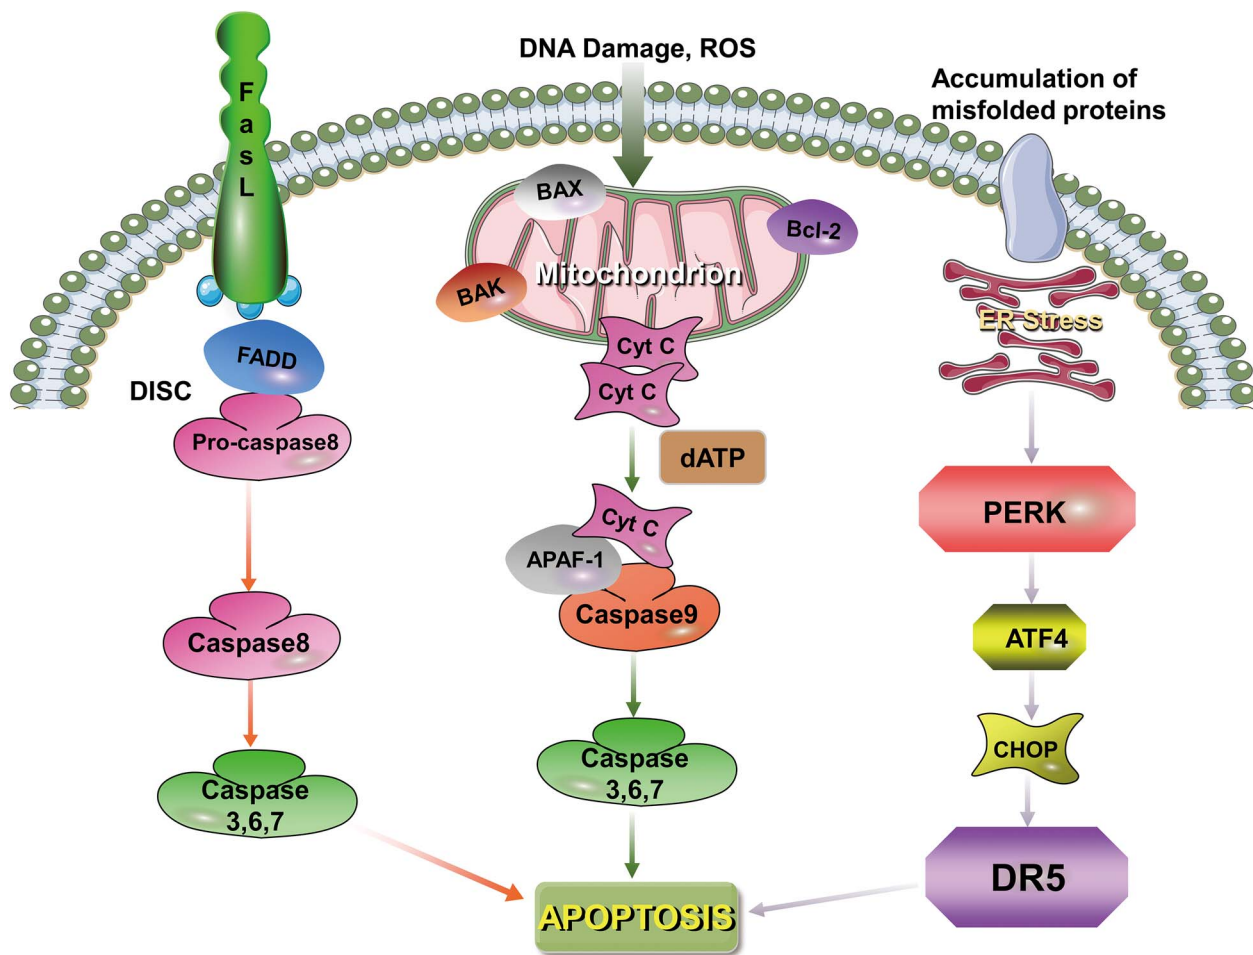 FasL
DNA Damage, ROS
Accumulation of
misfolded proteins
BAX
Bcl-2
BAK
Mitochondrion
ER Stress
FADD
DISC
Pro-caspase8
Cyt C
Cyt C
dATP
Cyt C
APAF-1
Caspase9
PERK
Caspase8
ATF4
Caspase
3,6,7
Caspase
3,6,7
CHOP
DR5
APOPTOSIS